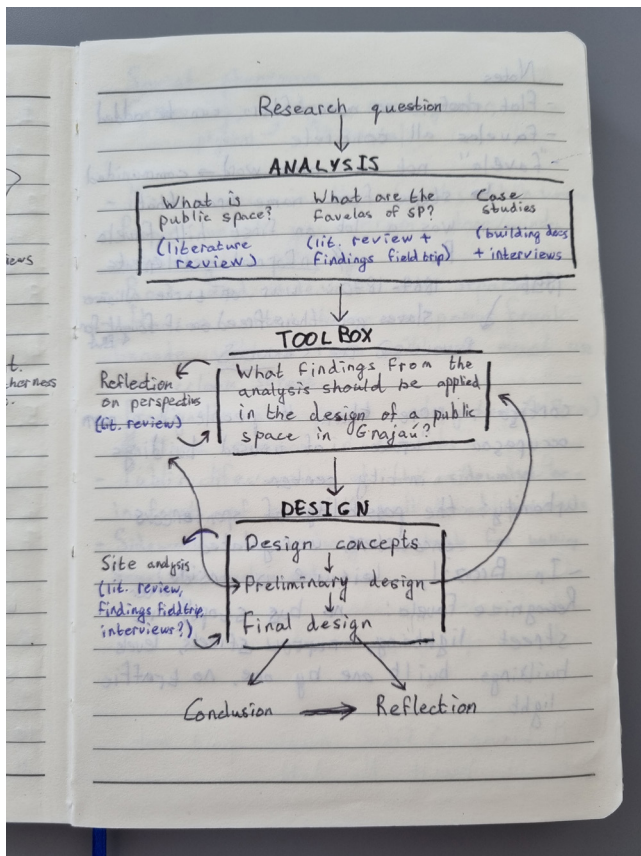 Research question
ANALYSIS
What is
public space?
(literature
review)
What are the
favelas of SP?
(lit. review +
findings fieldtrip)
Case
studies
(building docs
+ interviews
TOOLBOX
What findings from the
analysis should be applied
in the design of a public
space in Grajaú?
Reflection
on perspectives
(lit. review)
DESIGN
Design concepts
Preliminary design
Final design
Site analysis
(lit. review,
findings fieldtrip,
interviews?)
Conclusion
Reflection